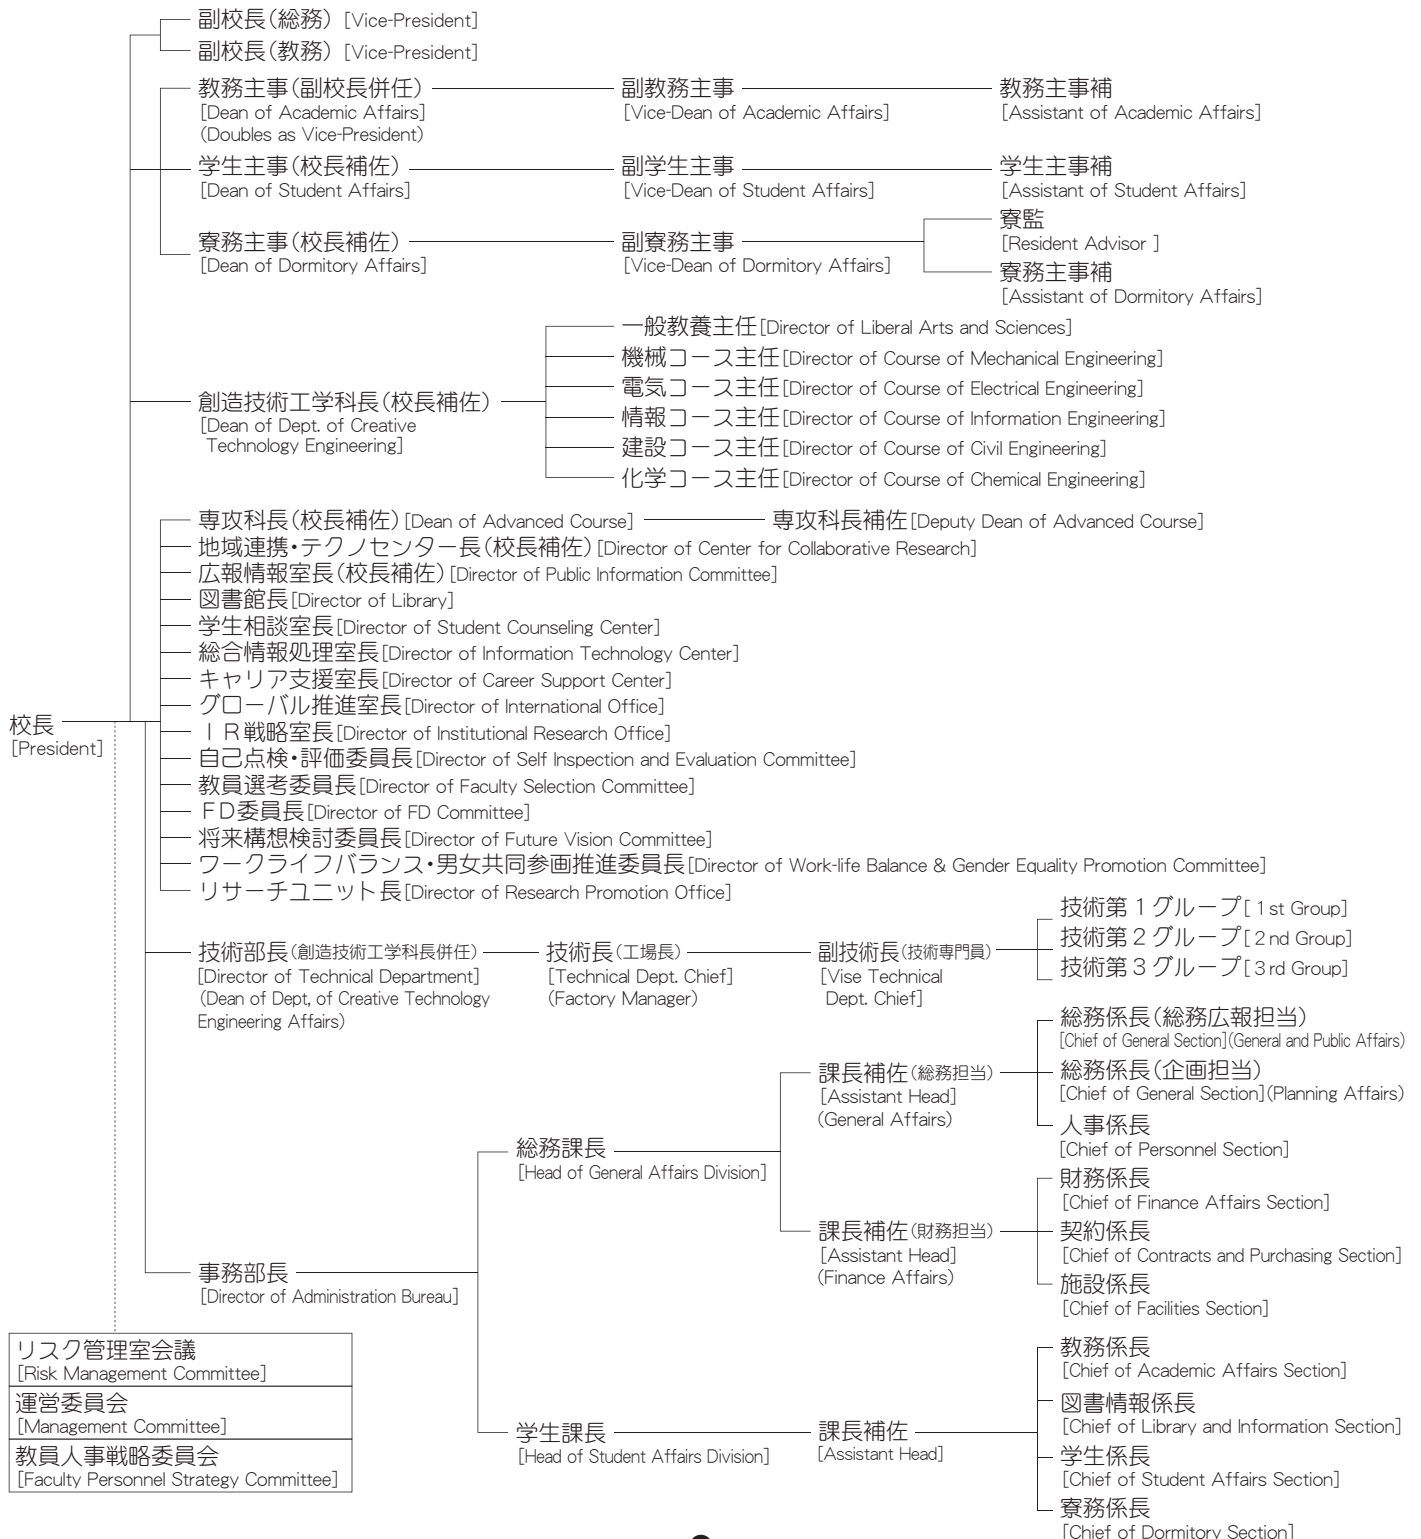 副校長（総務）[Vice-President]
副校長（教務）[Vice-President]
教務主事（副校長併任） 副教務主事 教務主事補
[Dean of Academic Affairs] [Vice-Dean of Academic Affairs] [Assistant of Academic Affairs]
(Doubles as Vice-President)
学生主事（校長補佐） 副学生主事 学生主事補
[Dean of Student Affairs] [Vice-Dean of Student Affairs] [Assistant of Student Affairs]
寮監
[Resident Advisor ]
寮務主事（校長補佐） 副寮務主事
[Dean of Dormitory Affairs] [Vice-Dean of Dormitory Affairs]
寮務主事補
[Assistant of Dormitory Affairs]
一般教養主任[Director of Liberal Arts and Sciences]
機械コース主任[Director of Course of Mechanical Engineering]
電気コース主任[Director of Course of Electrical Engineering]
創造技術工学科長（校長補佐）
[Dean of Dept. of Creative
Technology Engineering]
情報コース主任[Director of Course of Information Engineering]
建設コース主任[Director of Course of Civil Engineering]
化学コース主任[Director of Course of Chemical Engineering]
専攻科長（校長補佐）[Dean of Advanced Course] 専攻科長補佐[Deputy Dean of Advanced Course]
地域連携・テクノセンター長（校長補佐）[Director of Center for Collaborative Research]
広報情報室長（校長補佐）[Director of Public Information Committee]
図書館長[Director of Library]
学生相談室長[Director of Student Counseling Center]
総合情報処理室長[Director of Information Technology Center]
キャリア支援室長[Director of Career Support Center]
グローバル推進室長[Director of International Office]
校長
[President]
ＩＲ戦略室長[Director of Institutional Research Office]
自己点検・評価委員長[Director of Self Inspection and Evaluation Committee]
教員選考委員長[Director of Faculty Selection Committee]
ＦＤ委員長[Director of FD Committee]
将来構想検討委員長[Director of Future Vision Committee]
ワークライフバランス・男女共同参画推進委員長[Director of Work-life Balance & Gender Equality Promotion Committee]
リサーチユニット長[Director of Research Promotion Office]
技術部長（創造技術工学科長併任） 技術長（工場長） 副技術長（技術専門員）
[Director of Technical Department] [Technical Dept. Chief] [Vise Technical
(Dean of Dept, of Creative Technology (Factory Manager) Dept. Chief]
Engineering Affairs)
技術第１グループ[１st Group]
技術第２グループ[２nd Group]
技術第３グループ[３rd Group]
総務係長（総務広報担当）
[Chief of General Section](General and Public Affairs)
課長補佐（総務担当） 総務係長（企画担当）
[Assistant Head] [Chief of General Section](Planning Affairs)
(General Affairs)
人事係長
[Chief of Personnel Section]
総務課長
[Head of General Affairs Division]
財務係長
[Chief of Finance Affairs Section]
課長補佐（財務担当） 契約係長
[Assistant Head] [Chief of Contracts and Purchasing Section]
(Finance Affairs)
施設係長
[Chief of Facilities Section]
事務部長
[Director of Administration Bureau]
リスク管理室会議
[Risk Management Committee]
運営委員会
[Management Committee]
教員人事戦略委員会
[Faculty Personnel Strategy Committee]
教務係長
[Chief of Academic Affairs Section]
図書情報係長
[Chief of Library and Information Section]
学生課長 課長補佐
[Head of Student Affairs Division] [Assistant Head]
学生係長
[Chief of Student Affairs Section]
寮務係長
[Chief of Dormitory Section]